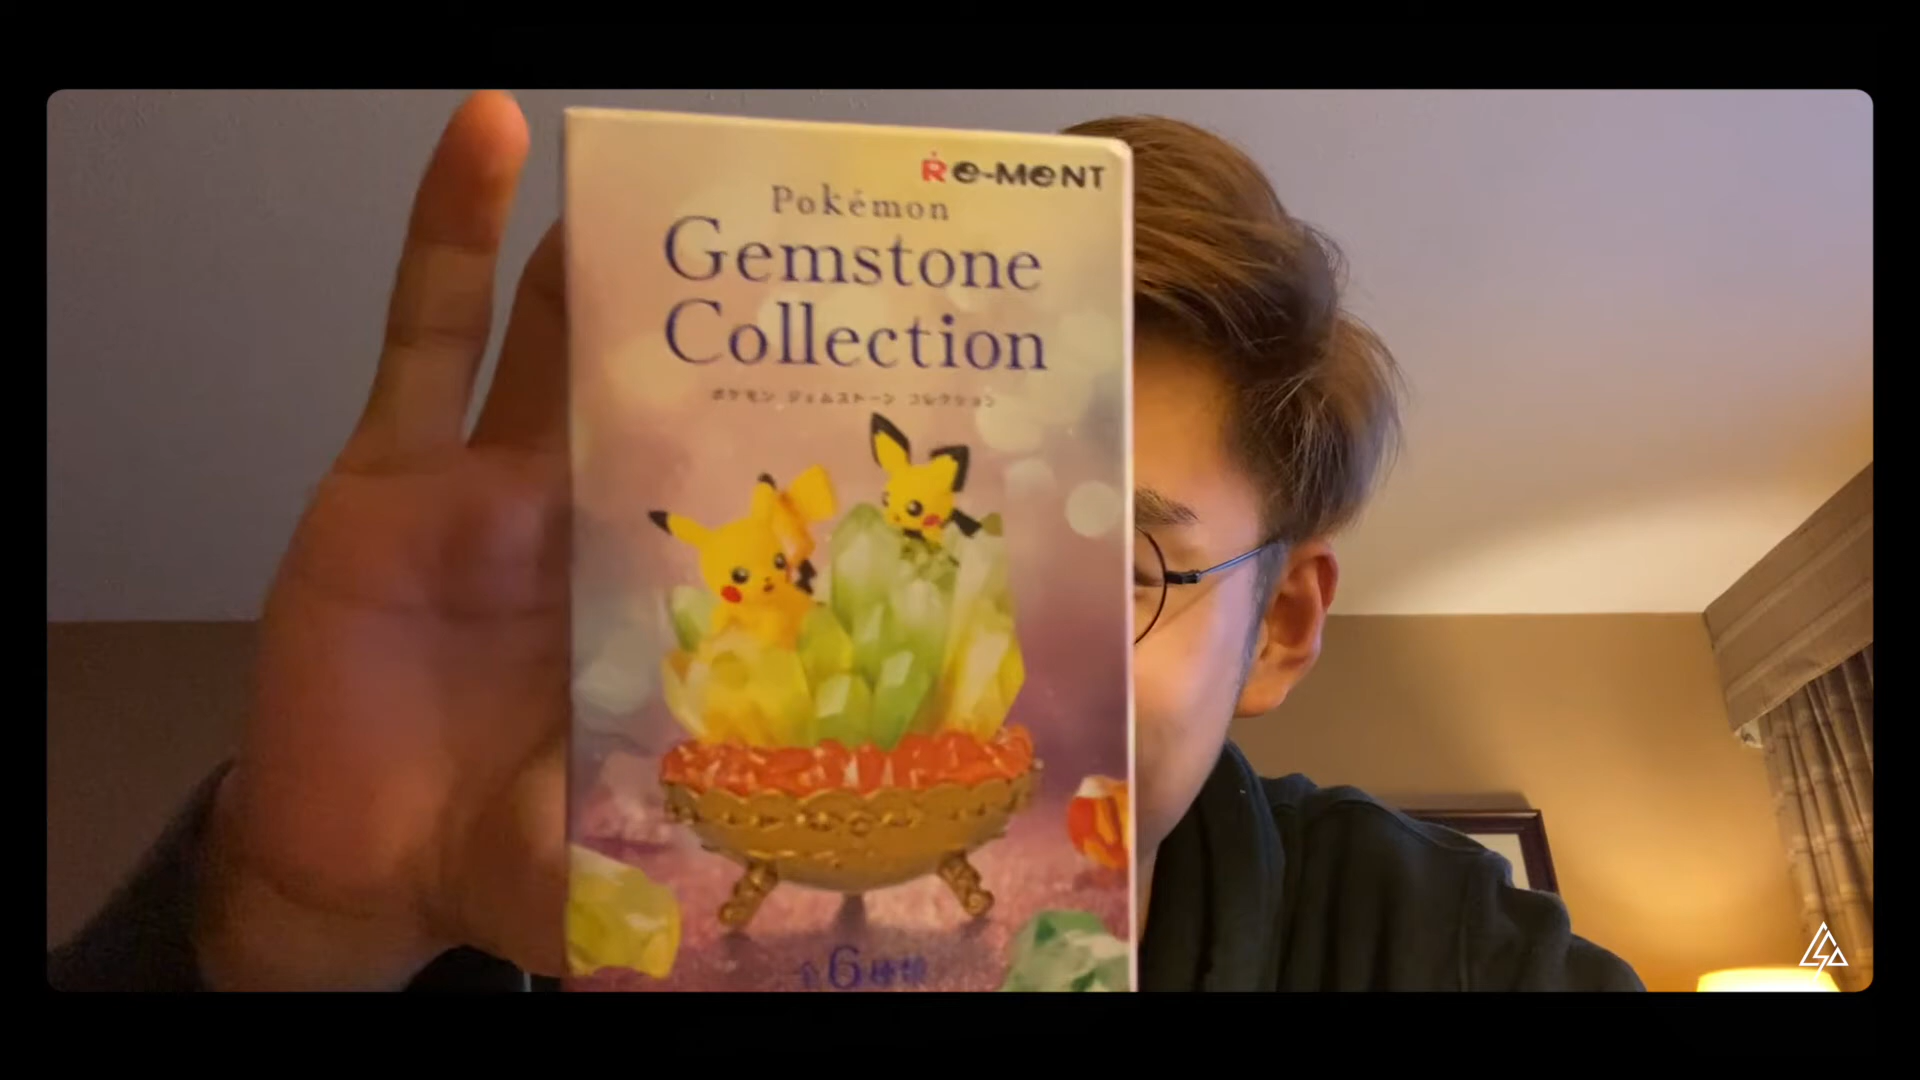 Re-MeNT
Pokémon
Gemstone
Collection
ポケモン ジェムストーン コレクション
全6種類